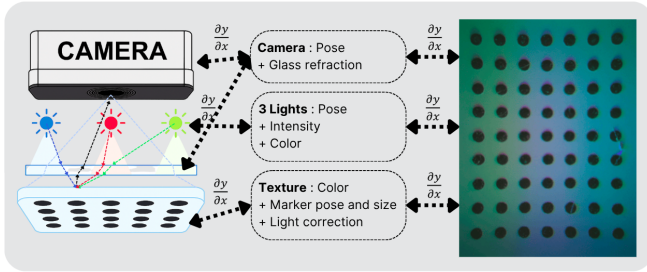 CAMERA
∂y
∂x
Camera : Pose
+ Glass refraction
∂y
∂x
∂y
∂x
3 Lights : Pose
+ Intensity
+ Color
∂y
∂x
∂y
∂x
Texture : Color
+ Marker pose and size
+ Light correction
∂y
∂x